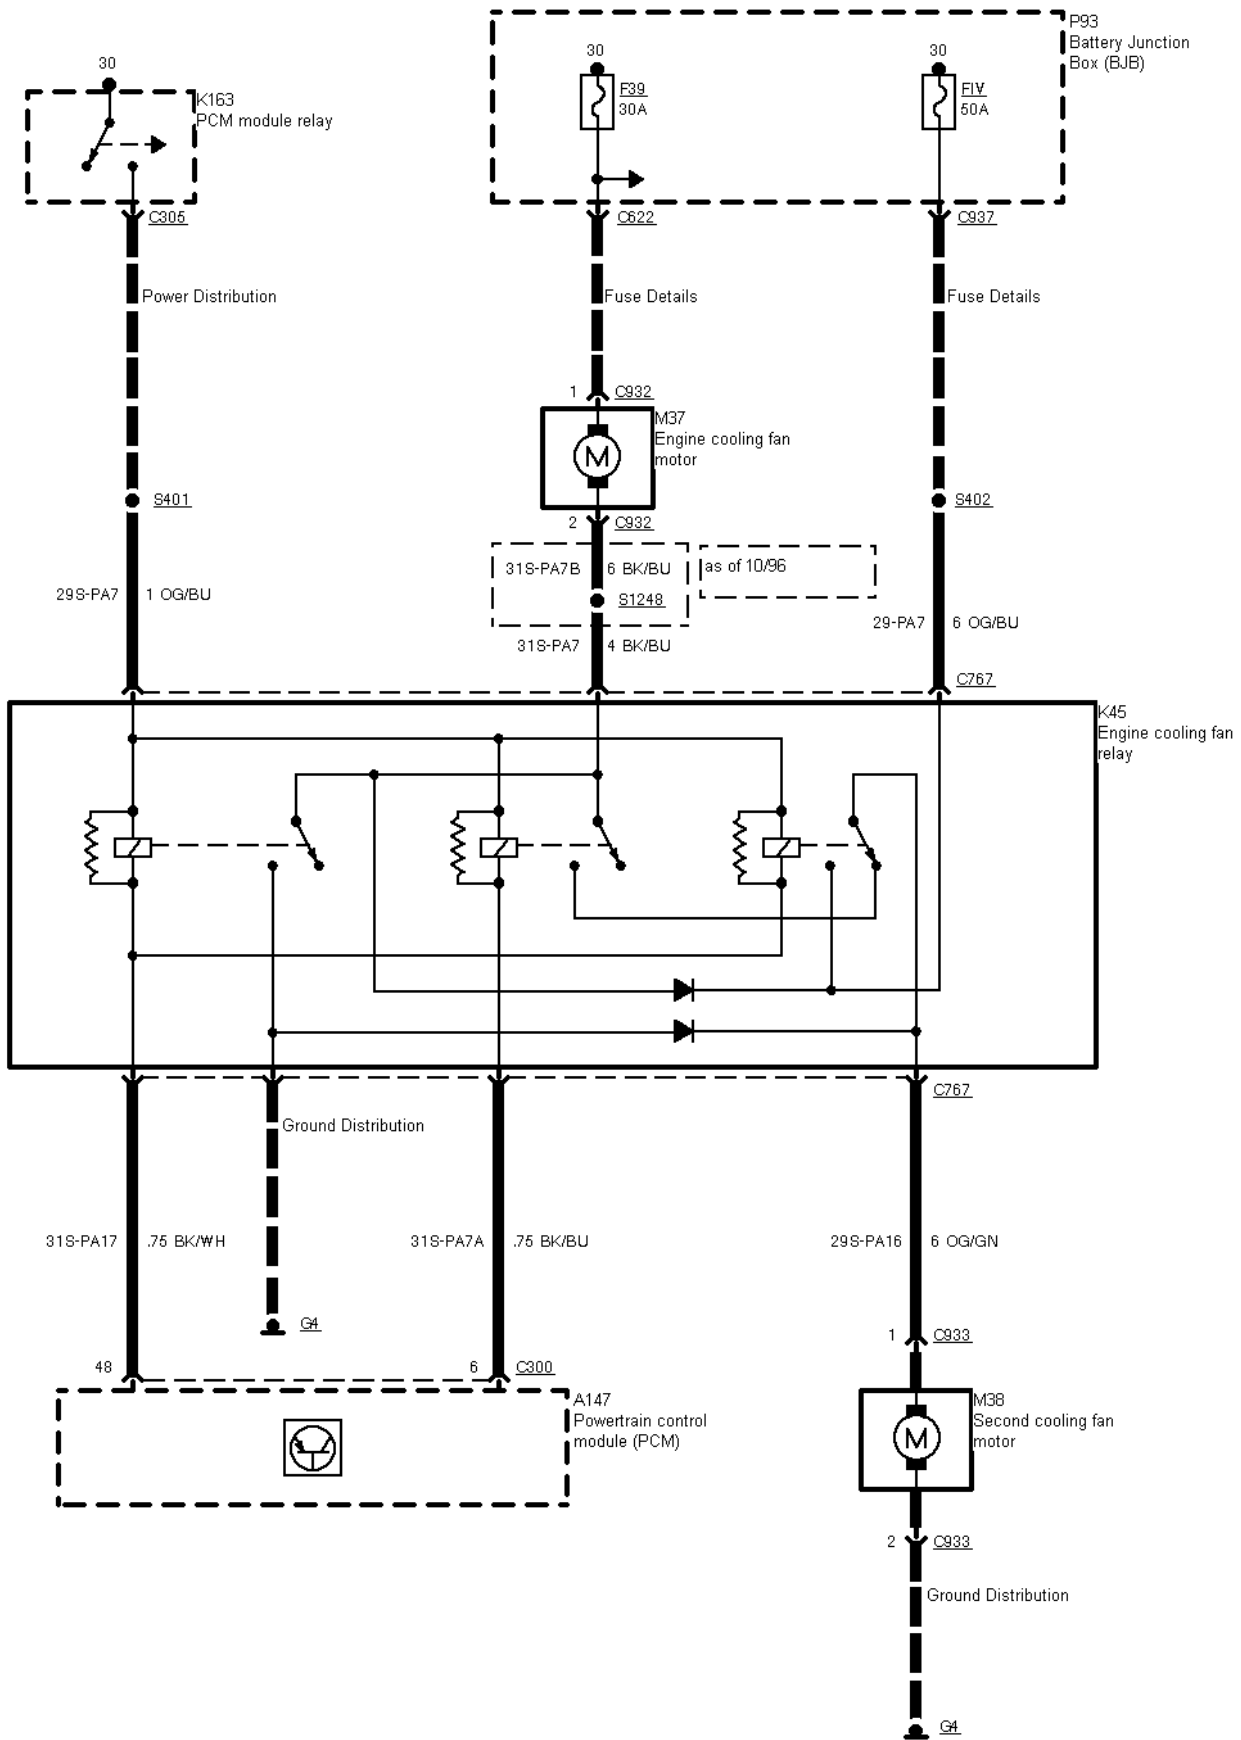 P93
Battery Junction
Box (BJB)
30
30
30
K163
PCM module relay
F39
30A
FIV
50A
C305
C622
C937
Power Distribution
Fuse Details
Fuse Details
1
C932
M37
Engine cooling fan
motor
M
S401
S402
2
C932
31S-PA7B
6 BK/BU
as of 10/96
29S-PA7
1 OG/BU
S1248
29-PA7
6 OG/BU
31S-PA7
4 BK/BU
C767
K45
Engine cooling fan
relay
C767
Ground Distribution
31S-PA17
.75 BK/WH
31S-PA7A
.75 BK/BU
29S-PA16
6 OG/GN
G4
1
C933
48
6
C300
A147
Powertrain control
module (PCM)
M38
Second cooling fan
motor
M
2
C933
Ground Distribution
G4